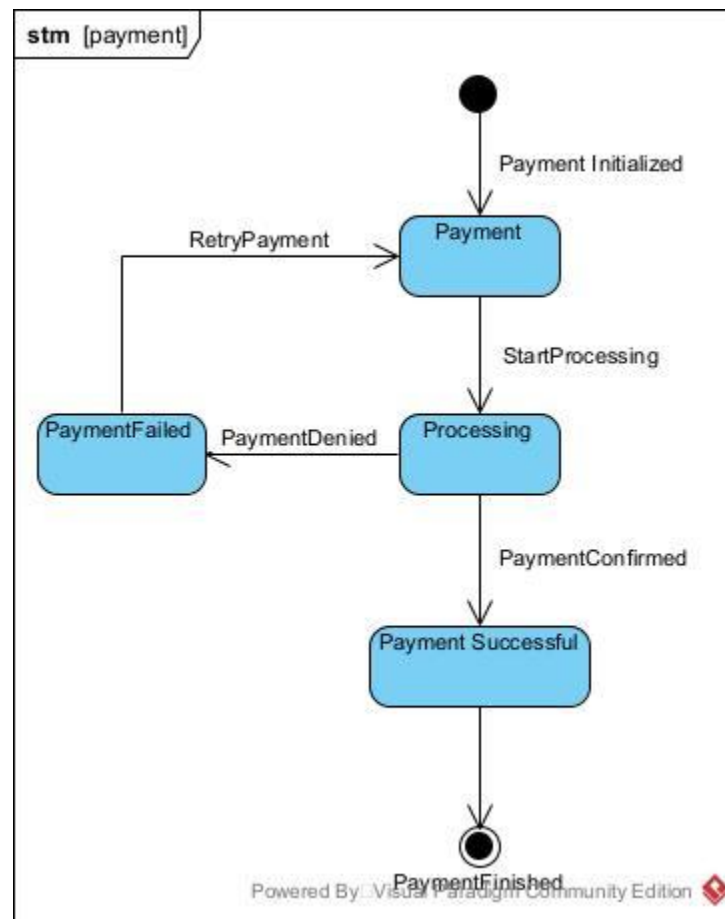 stm [payment]
Payment Initialized
Payment
RetryPayment
StartProcessing
PaymentFailed
PaymentDenied
Processing
PaymentConfirmed
Payment Successful
PaymentFinished
Powered By Visual Paradigm Community Edition